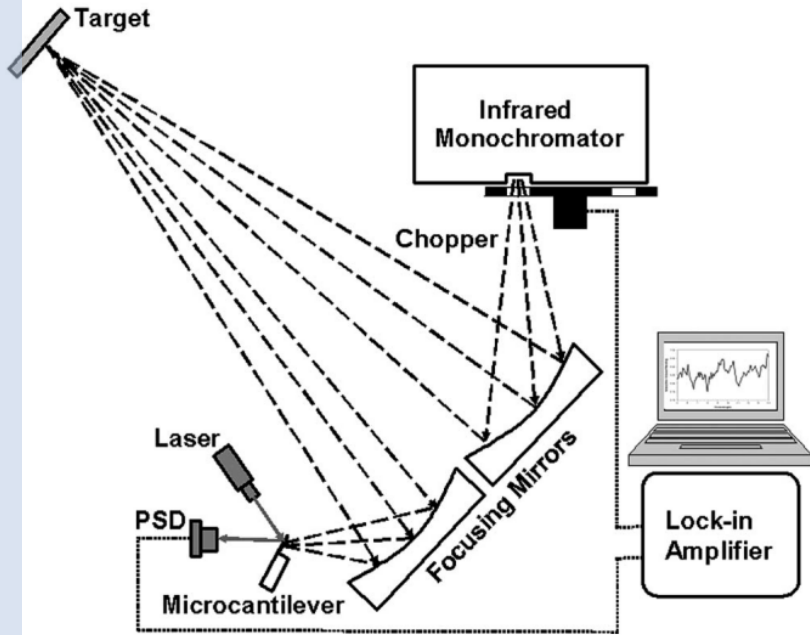 Target
Infrared
Monochromator
Chopper
Laser
PSD
Microcantilever
Focusing Mirrors
Lock-in
Amplifier